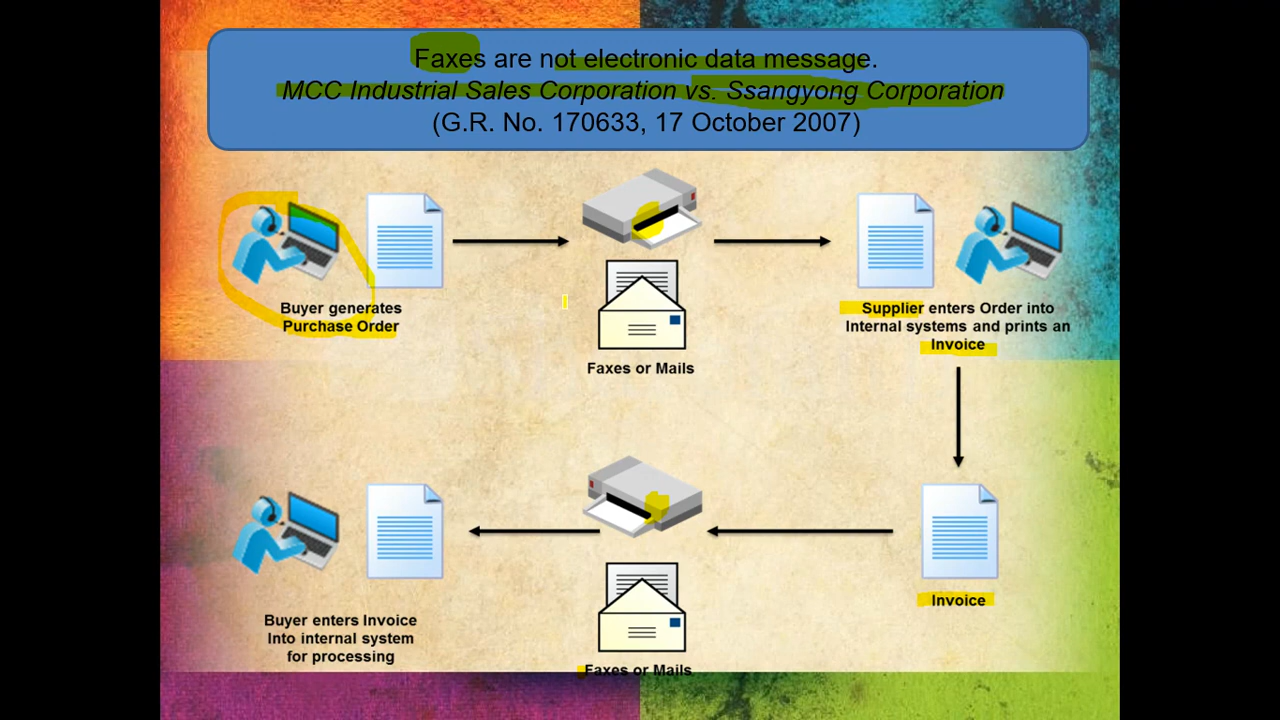 Faxes are not electronic data message.
MCC Industrial Sales Corporation vs. Ssangyong Corporation
(G.R. No. 170633, 17 October 2007)
Buyer generates
Purchase Order
Faxes or Mails
Supplier enters Order into
Internal systems and prints an
Invoice
Invoice
Faxes or Mails
Buyer enters Invoice
Into internal system
for processing